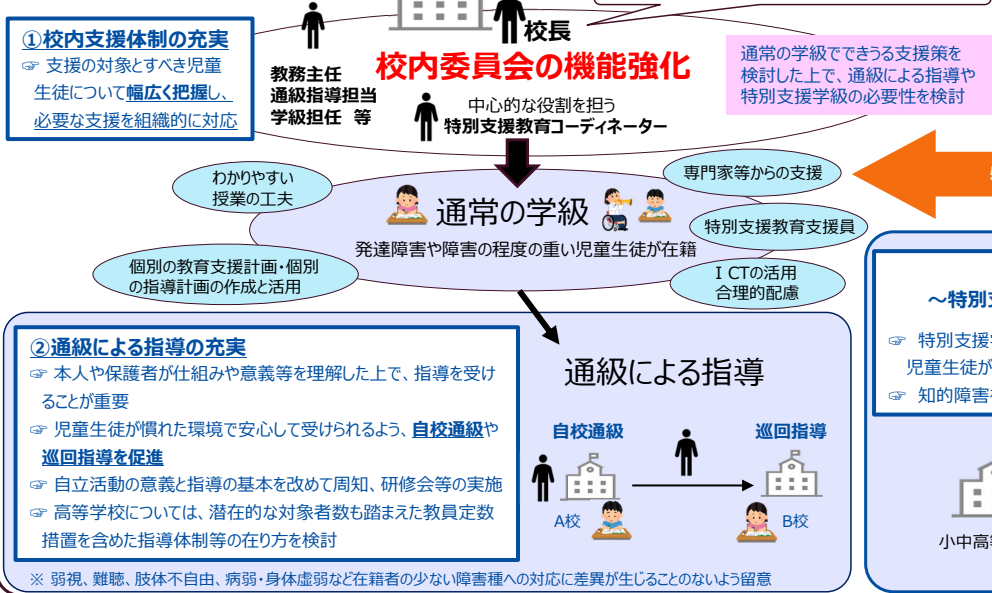 校長
①校内支援体制の充実
☞ 支援の対象とすべき児童
生徒について幅広く把握し、
必要な支援を組織的に対応
教務主任
通級指導担当
学級担任 等
校内委員会の機能強化
中心的な役割を担う
特別支援教育コーディネーター
通常の学級でできうる支援策を
検討した上で、通級による指導や
特別支援学級の必要性を検討
わかりやすい
授業の工夫
専門家等からの支援
通常の学級
発達障害や障害の程度の重い児童生徒が在籍
特別支援教育支援員
個別の教育支援計画・個別
の指導計画の作成と活用
ＩCTの活用
合理的配慮
②通級による指導の充実
☞ 本人や保護者が仕組みや意義等を理解した上で、指導を受け
ることが重要
☞ 児童生徒が慣れた環境で安心して受けられるよう、自校通級や
巡回指導を促進
☞ 自立活動の意義と指導の基本を改めて周知、研修会等の実施
☞ 高等学校については、潜在的な対象者数も踏まえた教員定数
措置を含めた指導体制等の在り方を検討
通級による指導
自校通級
巡回指導
A校
B校
※ 弱視、難聴、肢体不自由、病弱・身体虚弱など在籍者の少ない障害種への対応に差異が生じることのないよう留意
～特別
☞ 特別支援
児童生徒が
☞ 知的障害
小中高